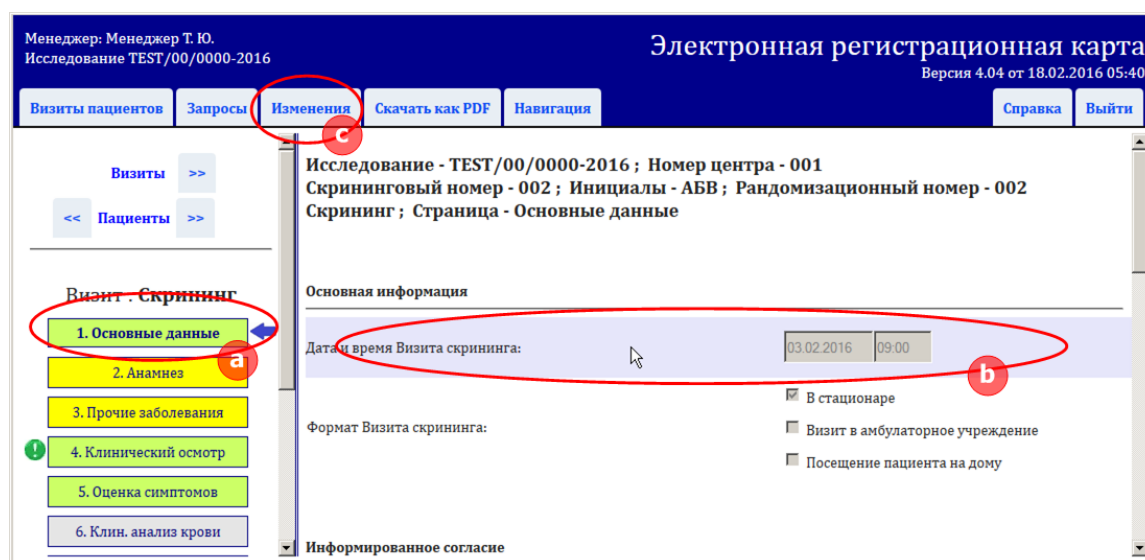 Менеджер: Менеджер Т. Ю.
Исследование TEST/00/0000-2016
Электронная регистрационная карта
Версия 4.04 от 18.02.2016 05:40
Визиты пациентов
Запросы
Изменения
Скачать как PDF
Навигация
Справка
Выйти
c
Визиты >>
<< Пациенты >>
Визит : Скрининг
1. Основные данные
a
2. Анамнез
3. Прочие заболевания
4. Клинический осмотр
5. Оценка симптомов
6. Клин. анализ крови
Исследование - TEST/00/0000-2016 ; Номер центра - 001
Скрининговый номер - 002 ; Инициалы - АБВ ; Рандомизационный номер - 002
Скрининг ; Страница - Основные данные
Основная информация
Дата и время Визита скрининга: 03.02.2016 09:00
b
Формат Визита скрининга:
В стационаре
Визит в амбулаторное учреждение
Посещение пациента на дому
Информированное согласие